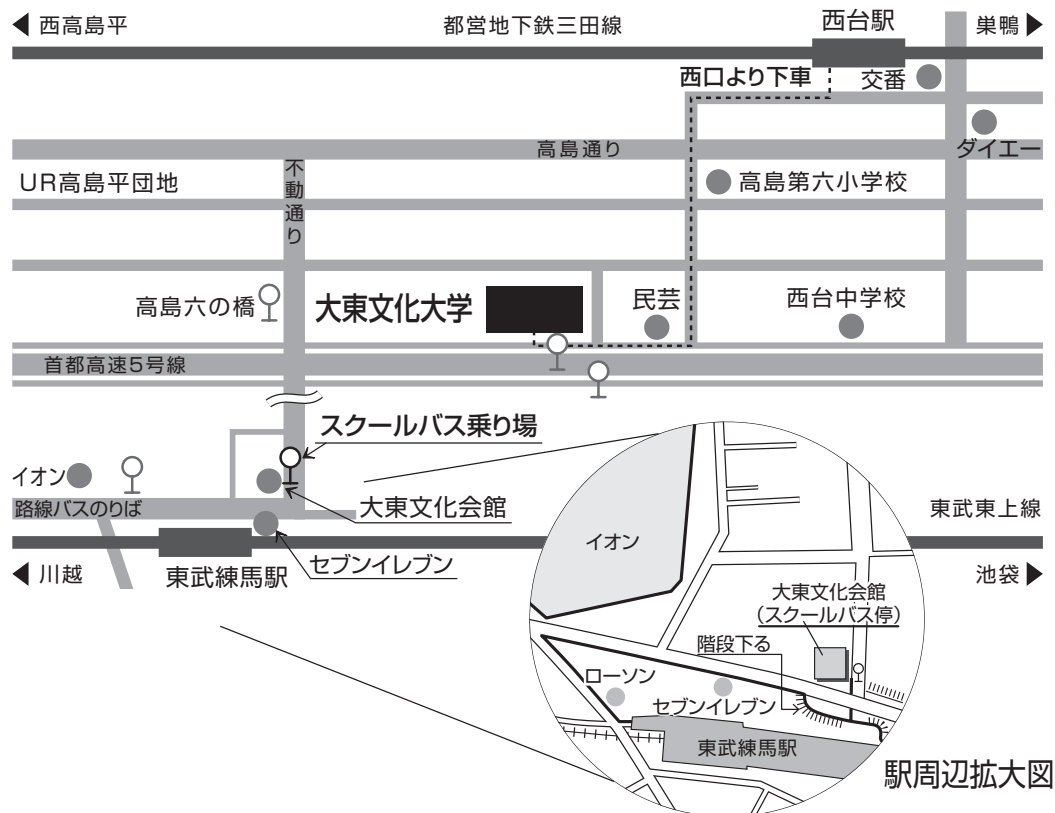 ◀ 西高島平
都営地下鉄三田線
西台駅
巣鴨 ▶
西口より下車
交番
高島通り
ダイエー
UR高島平団地
不動通り
高島第六小学校
高島六の橋
大東文化大学
民芸
西台中学校
首都高速5号線
スクールバス乗り場
イオン
路線バスのりば
大東文化会館
東武東上線
◀ 川越
東武練馬駅
セブンイレブン
池袋 ▶
イオン
大東文化会館
(スクールバス停)
階段下る
ローソン
セブンイレブン
東武練馬駅
駅周辺拡大図